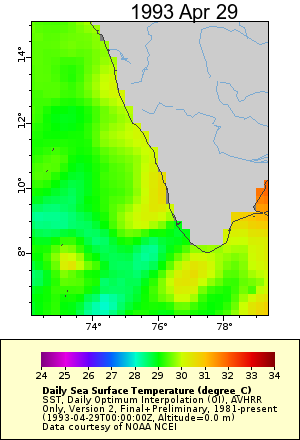 1993 Apr 29
14°
12°
10°
8°
74°
76°
78°
24 25 26 27 28 29 30 31 32 33 34
Daily Sea Surface Temperature (degree_C)
SST, Daily Optimum Interpolation (OI), AVHRR
Only, Version 2, Final+Preliminary, 1981-present
(1993-04-29T00:00:00Z, Altitude=0.0 m)
Data courtesy of NOAA NCEI